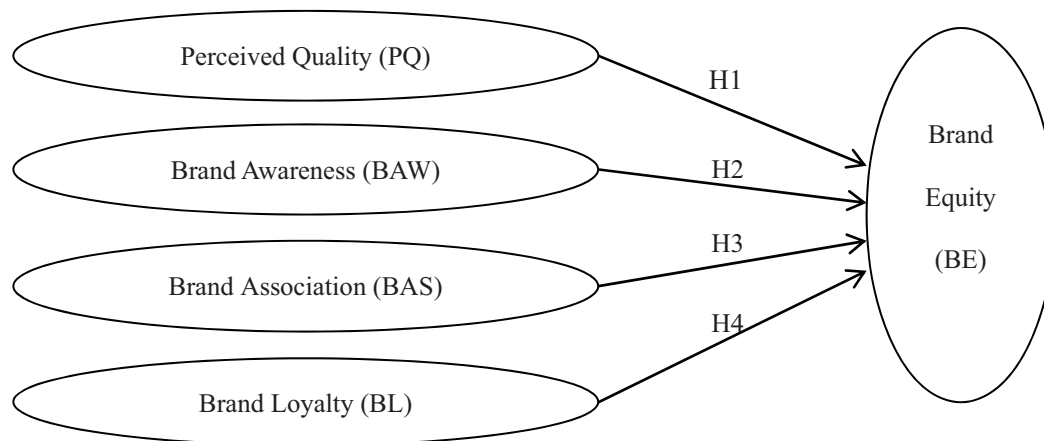 Perceived Quality (PQ)
H1
Brand Awareness (BAW)
H2
Brand Association (BAS)
H3
Brand Loyalty (BL)
H4
Brand
Equity
(BE)